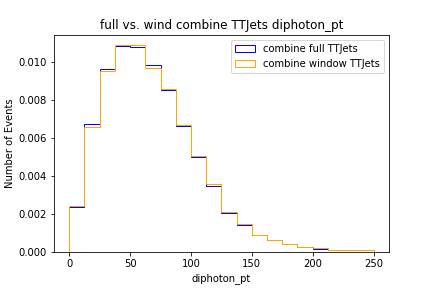 full vs. wind combine TTJets diphoton_pt
combine full TTJets
combine window TTJets
Number of Events
0.010
0.008
0.006
0.004
0.002
0.000
0 50 100 150 200 250
diphoton_pt